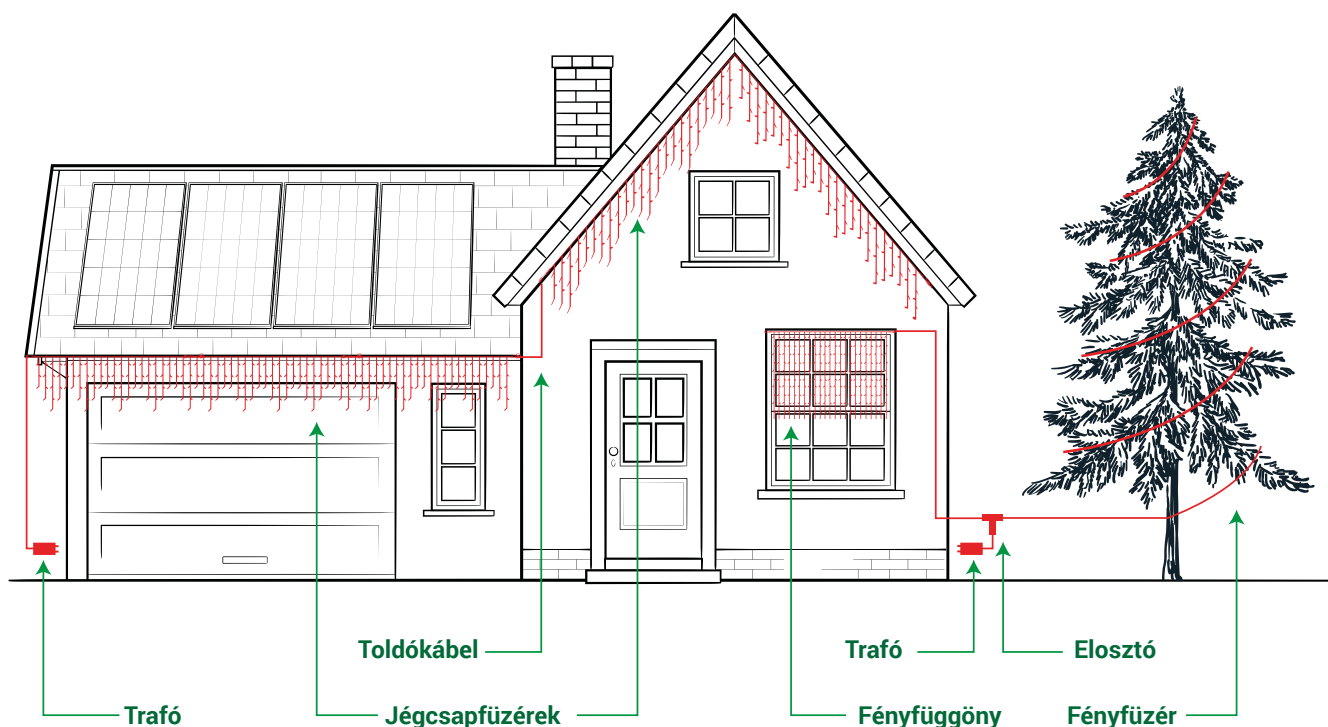 Toldókábel
Trafó
Elosztó
Trafó
Jégcsapfüzérek
Fényfüggöny
Fényfüzér